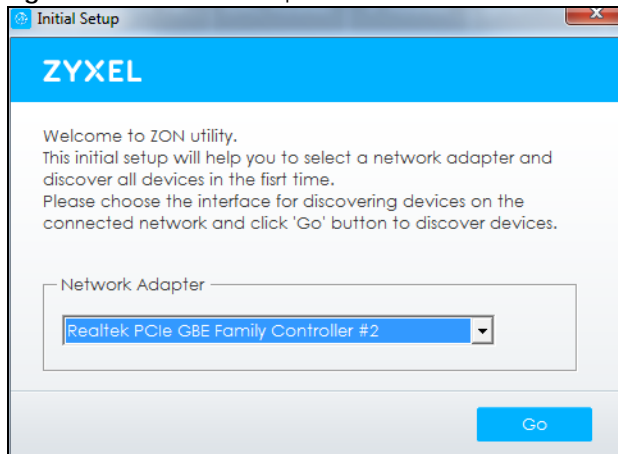 Initial Setup
ZYXEL
Welcome to ZON utility.
This initial setup will help you to select a network adapter and
discover all devices in the fisrt time.
Please choose the interface for discovering devices on the
connected network and click 'Go' button to discover devices.
Network Adapter
Realtek PCIe GBE Family Controller #2
Go